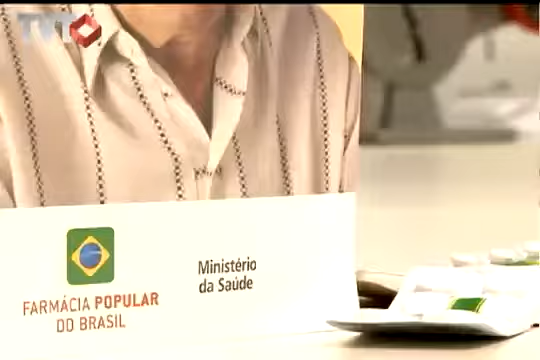 TVT
FARMÁCIA POPULAR
DO BRASIL
Ministério
da Saúde